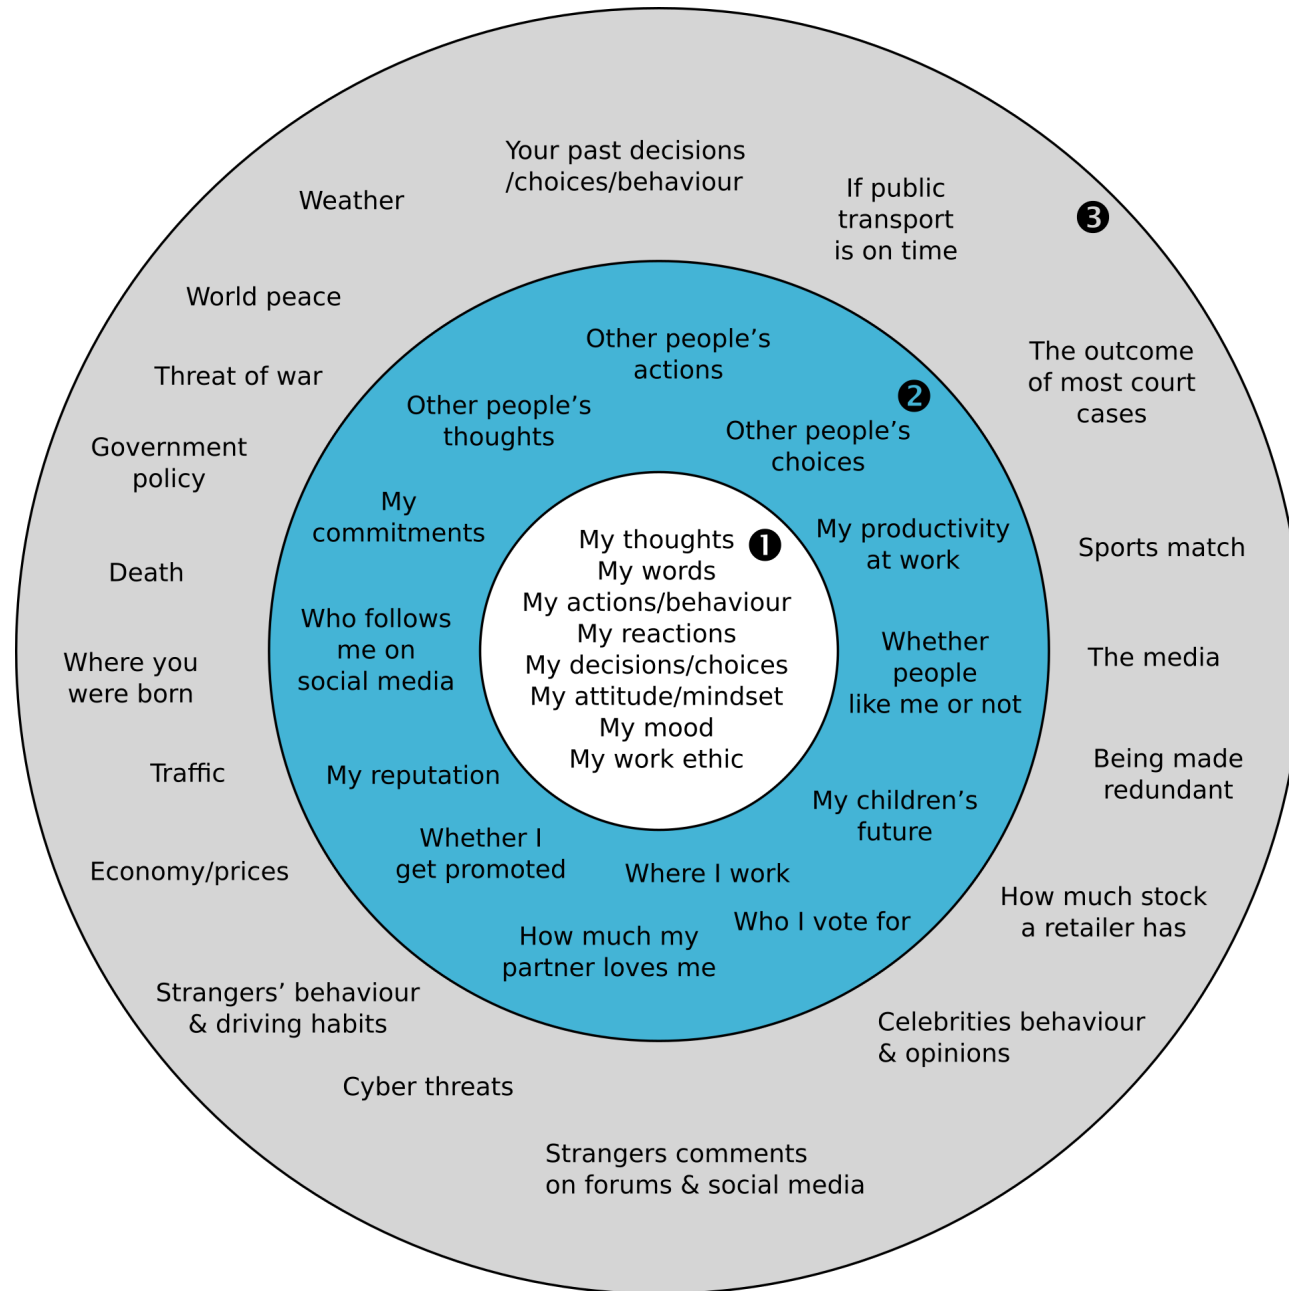 Your past decisions
/choices/behaviour
Weather
If public
transport
is on time
❸
World peace
Threat of war
Government
policy
Death
Where you
were born
Traffic
Economy/prices
Strangers’ behaviour
& driving habits
Cyber threats
Strangers comments
on forums & social media
Celebrities behaviour
& opinions
How much stock
a retailer has
Being made
redundant
The media
Sports match
The outcome
of most court
cases
Other people’s
actions
❷
Other people’s
thoughts
Other people’s
choices
My
commitments
My productivity
at work
Who follows
me on
social media
Whether
people
like me or not
My reputation
My children’s
future
Whether I
get promoted
Where I work
Who I vote for
How much my
partner loves me
❶
My thoughts
My words
My actions/behaviour
My reactions
My decisions/choices
My attitude/mindset
My mood
My work ethic